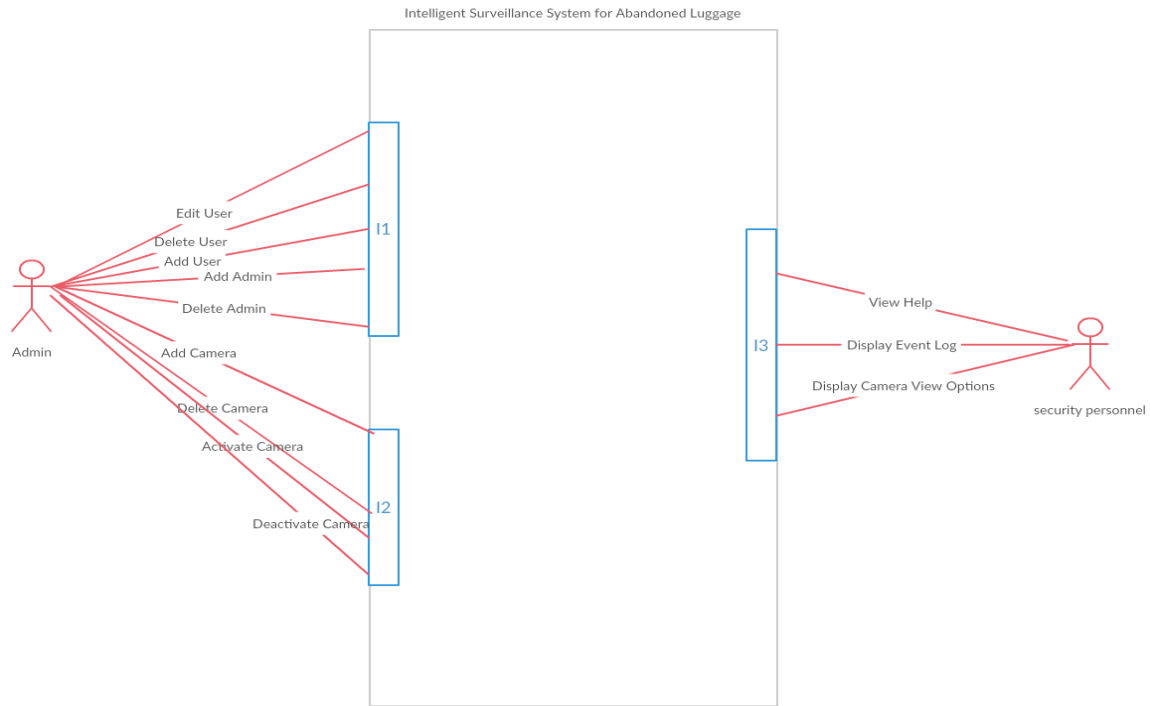 Intelligent Surveillance System for Abandoned Luggage
Edit User
Delete User
Add User
Add Admin
Delete Admin
Add Camera
Delete Camera
Activate Camera
Deactivate Camera
Admin
I1
I2
I3
View Help
Display Event Log
Display Camera View Options
security personnel